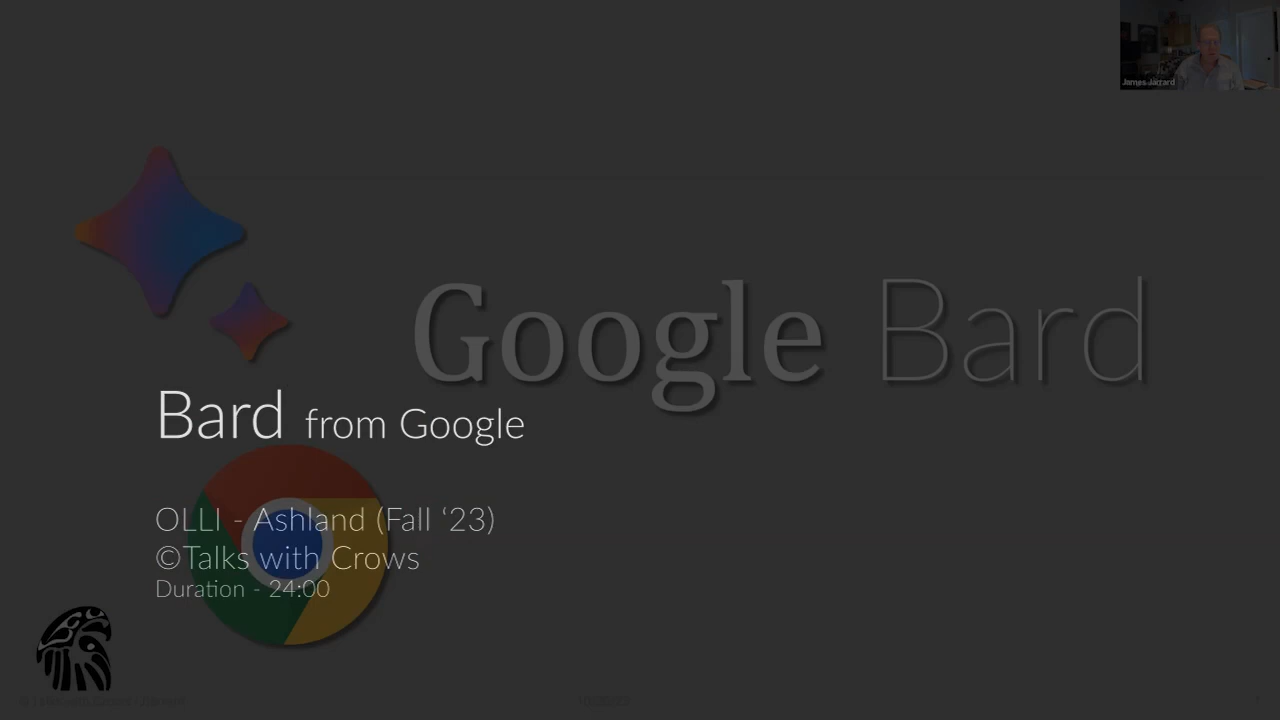 James Jarrard
Google Bard
Bard from Google
OLLI - Ashland (Fall ‘23)
©Talks with Crows
Duration - 24:00